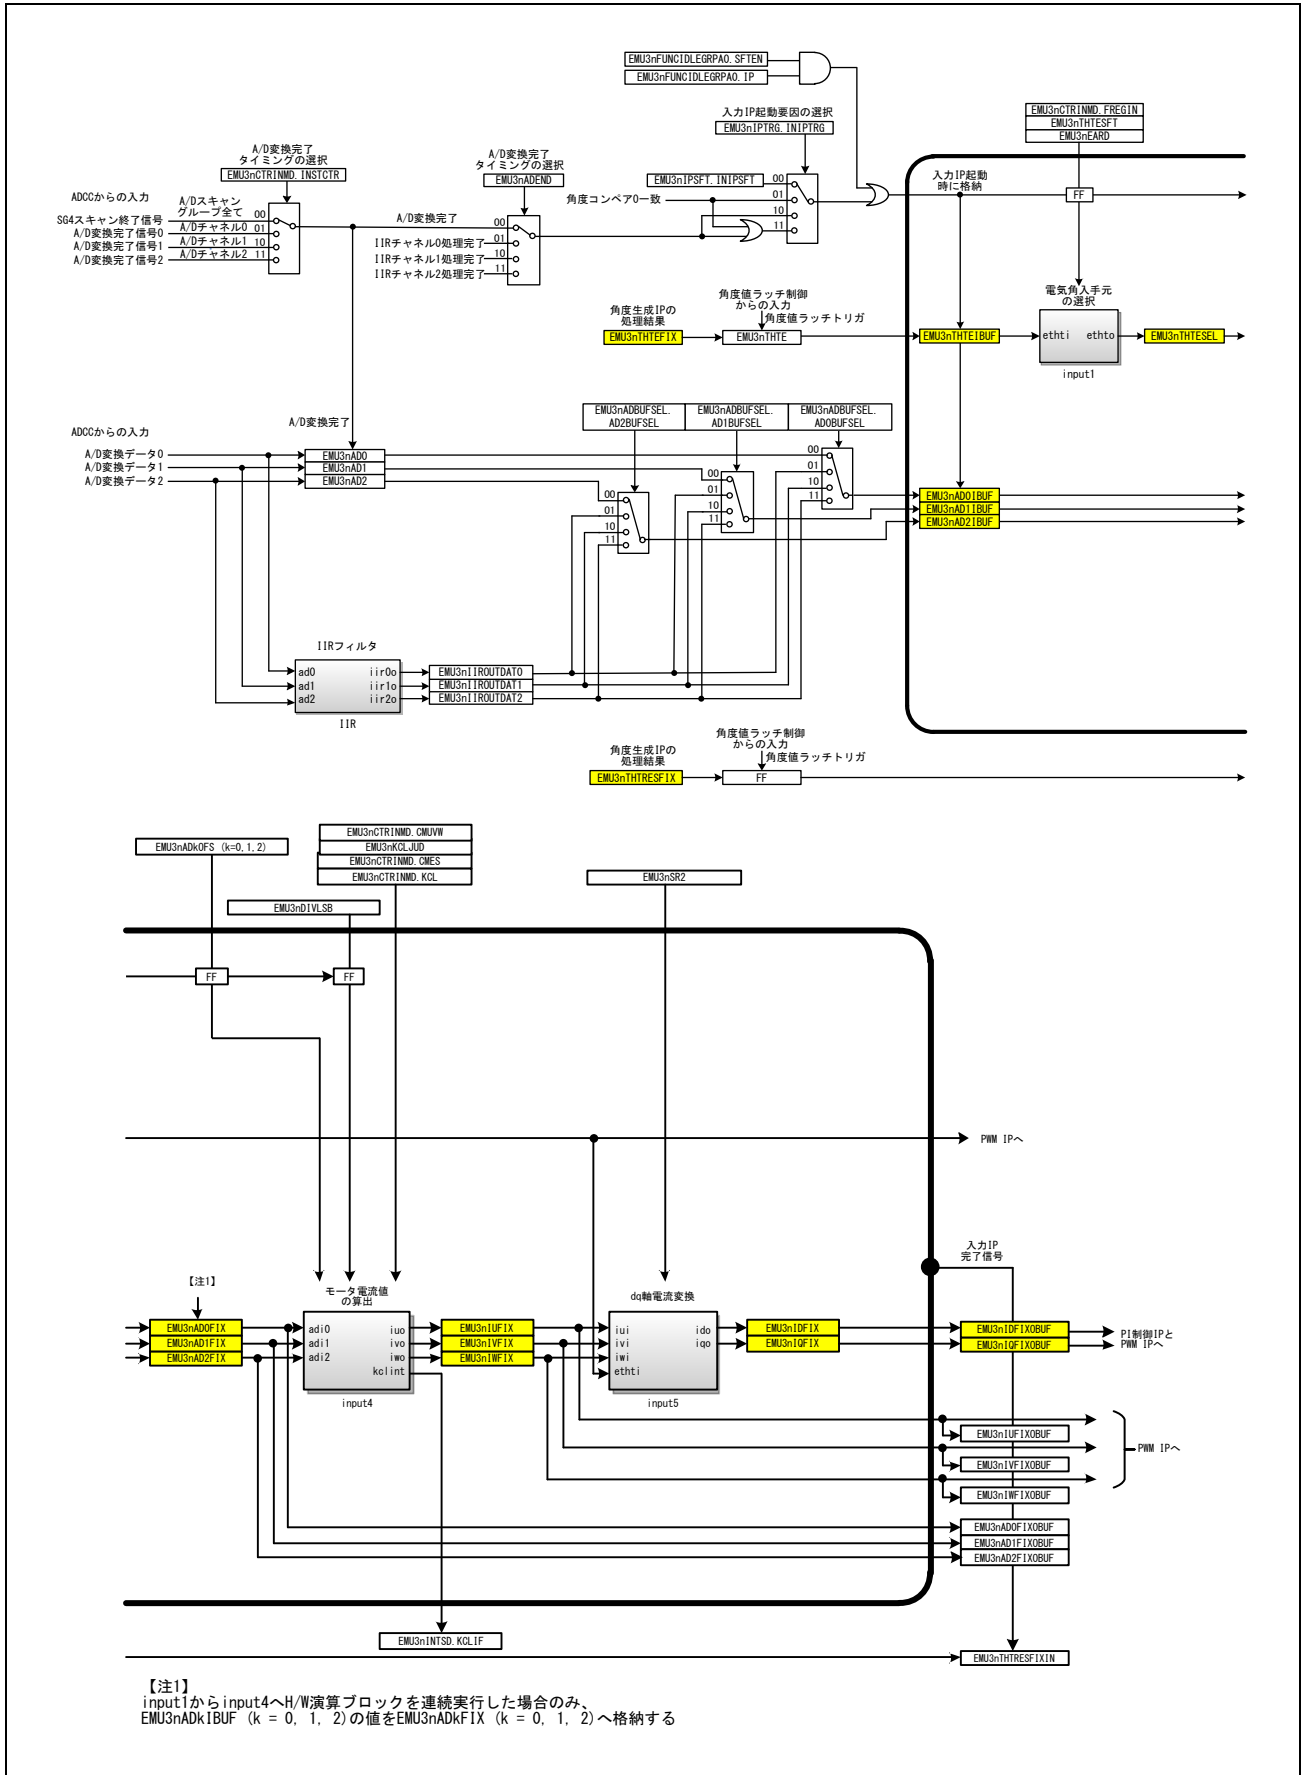 EMU3nFUNCIDLEGRPA0.SFTEN
EMU3nFUNCIDLEGRPA0.IP
入力IP起動要因の選択
EMU3nIPTRG.INIPTRG
EMU3nCTRINMD.FREGIN
EMU3nTHTESFT
EMU3nEARD
A/D変換完了
タイミングの選択
EMU3nCTRINMD.INSTCTR
A/D変換完了
タイミングの選択
EMU3nADEND
EMU3nIPSFT.INIPSFT
角度コンペア0一致
00
01
10
11
入力IP起動
時に格納
FF
ADCCからの入力
A/Dスキャン
グループ全て
SG4スキャン終了信号
A/D変換完了信号0
A/Dチャネル0
A/D変換完了信号1
A/Dチャネル1
A/D変換完了信号2
A/Dチャネル2
00
01
10
11
A/D変換完了
IIRチャネル0処理完了
IIRチャネル1処理完了
IIRチャネル2処理完了
00
01
10
11
角度生成IPの
処理結果
EMU3nTHTEFIX
角度値ラッチ制御
からの入力
角度値ラッチトリガ
EMU3nTHTE
EMU3nTHTEIBUF
電気角入手元
の選択
ethti
ethto
input1
EMU3nTHTESEL
EMU3nADBUFSEL.
AD2BUFSEL
EMU3nADBUFSEL.
AD1BUFSEL
EMU3nADBUFSEL.
AD0BUFSEL
ADCCからの入力
A/D変換完了
A/D変換データ0
A/D変換データ1
A/D変換データ2
EMU3nAD0
EMU3nAD1
EMU3nAD2
00
01
10
11
00
01
10
11
00
01
10
11
EMU3nAD0IBUF
EMU3nAD1IBUF
EMU3nAD2IBUF
IIRフィルタ
ad0
ad1
ad2
iir0o
iir1o
iir2o
IIR
EMU3nIIROUTDAT0
EMU3nIIROUTDAT1
EMU3nIIROUTDAT2
角度生成IPの
処理結果
EMU3nTHTRESFIX
角度値ラッチ制御
からの入力
角度値ラッチトリガ
FF
EMU3nADkOFS (k=0,1,2)
EMU3nCTRINMD.CMUVW
EMU3nKCLJUD
EMU3nCTRINMD.CMES
EMU3nCTRINMD.KCL
EMU3nSR2
EMU3nDIVLSB
FF
FF
PWM IPへ
入力IP
完了信号
【注1】
モータ電流値
の算出
dq軸電流変換
EMU3nAD0FIX
EMU3nAD1FIX
EMU3nAD2FIX
adi0
adi1
adi2
iuo
ivo
iwo
kclint
input4
EMU3nIUFIX
EMU3nIVFIX
EMU3nIWFIX
iui
ivi
iwi
ethti
ido
iqo
input5
EMU3nIDFIX
EMU3nIQFIX
EMU3nIDFIXOBUF
EMU3nIQFIXOBUF
PI制御IPと
PWM IPへ
EMU3nIUFIXOBUF
EMU3nIVFIXOBUF
EMU3nIWFIXOBUF
PWM IPへ
EMU3nAD0FIXOBUF
EMU3nAD1FIXOBUF
EMU3nAD2FIXOBUF
EMU3nINTSD.KCLIF
EMU3nTHTRESFIXIN
【注1】
input1からinput4へH/W演算ブロックを連続実行した場合のみ、
EMU3nADkIBUF (k = 0, 1, 2)の値をEMU3nADkFIX (k = 0, 1, 2)へ格納する